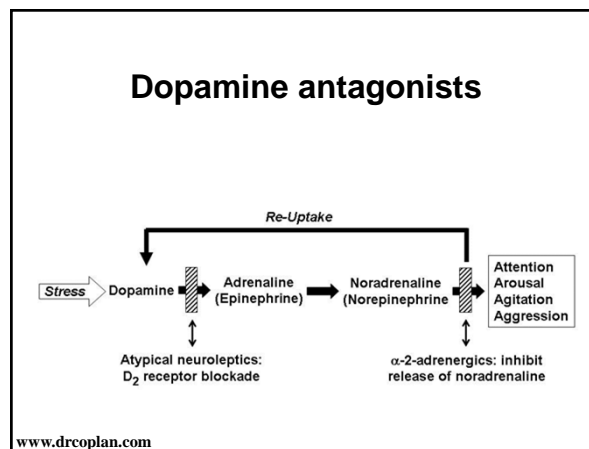 Dopamine antagonists
Re-Uptake
Stress
Dopamine
Adrenaline
(Epinephrine)
Noradrenaline
(Norepinephrine
Attention
Arousal
Agitation
Aggression
Atypical neuroleptics:
D2 receptor blockade
α-2-adrenergics: inhibit
release of noradrenaline
www.drcoplan.com